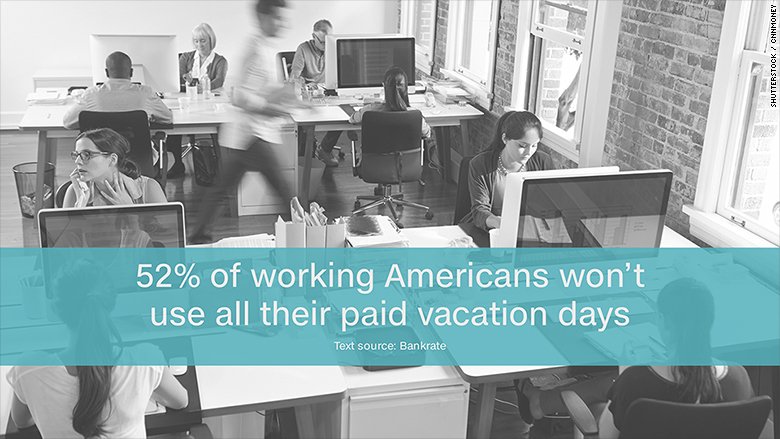 52% of working Americans won't
use all their paid vacation days
Text source: Bankrate
SHUTTERSTOCK / CNNMONEY